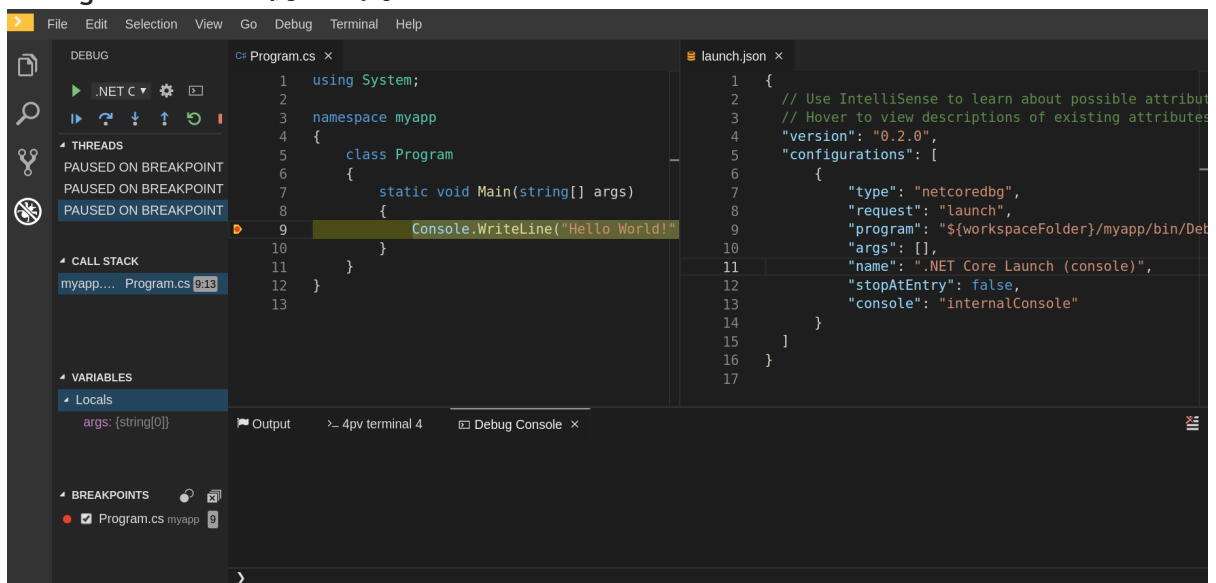 File Edit Selection View Go Debug Terminal Help
DEBUG
.NET C
THREADS
PAUSED ON BREAKPOINT
PAUSED ON BREAKPOINT
PAUSED ON BREAKPOINT
CALL STACK
myapp.... Program.cs 9:13
VARIABLES
Locals
args: {string[0]}
BREAKPOINTS
Program.cs myapp 9
C# Program.cs ×
1 using System;
2
3 namespace myapp
4 {
5 class Program
6 {
7 static void Main(string[] args)
8 {
9 Console.WriteLine("Hello World!"
10 }
11 }
12 }
13
launch.json ×
1 {
2 // Use IntelliSense to learn about possible attribut
3 // Hover to view descriptions of existing attributes
4 "version": "0.2.0",
5 "configurations": [
6 {
7 "type": "netcoredbg",
8 "request": "launch",
9 "program": "${workspaceFolder}/myapp/bin/Deb
10 "args": [],
11 "name": ".NET Core Launch (console)",
12 "stopAtEntry": false,
13 "console": "internalConsole"
14 }
15 ]
16 }
17
Output >_ 4pv terminal 4 Debug Console ×
❯